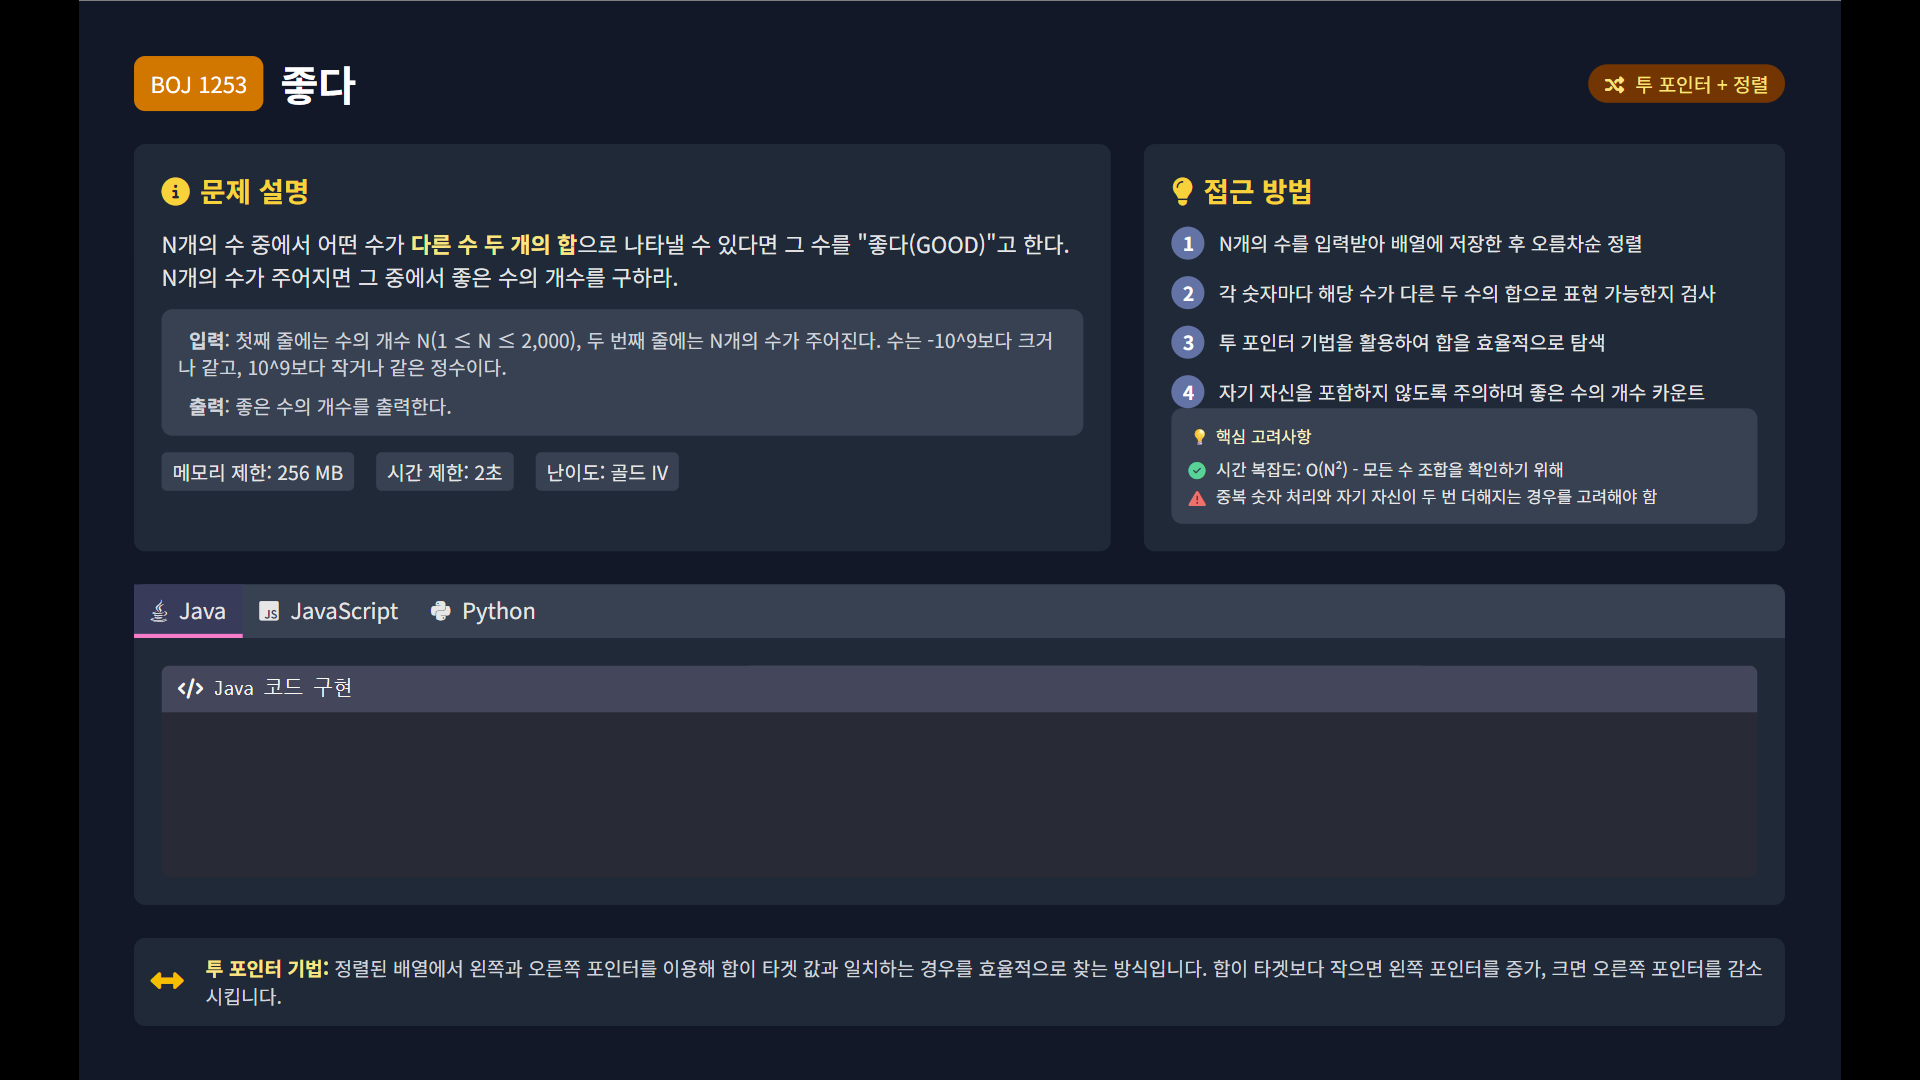 BOJ 1253 좋다
투 포인터 + 정렬
문제 설명
N개의 수 중에서 어떤 수가 다른 수 두 개의 합으로 나타낼 수 있다면 그 수를 "좋다(GOOD)"고 한다.
N개의 수가 주어지면 그 중에서 좋은 수의 개수를 구하라.
입력: 첫째 줄에는 수의 개수 N(1 ≤ N ≤ 2,000), 두 번째 줄에는 N개의 수가 주어진다. 수는 -10^9보다 크거
나 같고, 10^9보다 작거나 같은 정수이다.
출력: 좋은 수의 개수를 출력한다.
메모리 제한: 256 MB
시간 제한: 2초
난이도: 골드 IV
접근 방법
1 N개의 수를 입력받아 배열에 저장한 후 오름차순 정렬
2 각 숫자마다 해당 수가 다른 두 수의 합으로 표현 가능한지 검사
3 투 포인터 기법을 활용하여 합을 효율적으로 탐색
4 자기 자신을 포함하지 않도록 주의하며 좋은 수의 개수 카운트
핵심 고려사항
시간 복잡도: O(N²) - 모든 수 조합을 확인하기 위해
중복 숫자 처리와 자기 자신이 두 번 더해지는 경우를 고려해야 함
Java
JS JavaScript
Python
</> Java 코드 구현
투 포인터 기법: 정렬된 배열에서 왼쪽과 오른쪽 포인터를 이용해 합이 타겟 값과 일치하는 경우를 효율적으로 찾는 방식입니다. 합이 타겟보다 작으면 왼쪽 포인터를 증가, 크면 오른쪽 포인터를 감소
시킵니다.